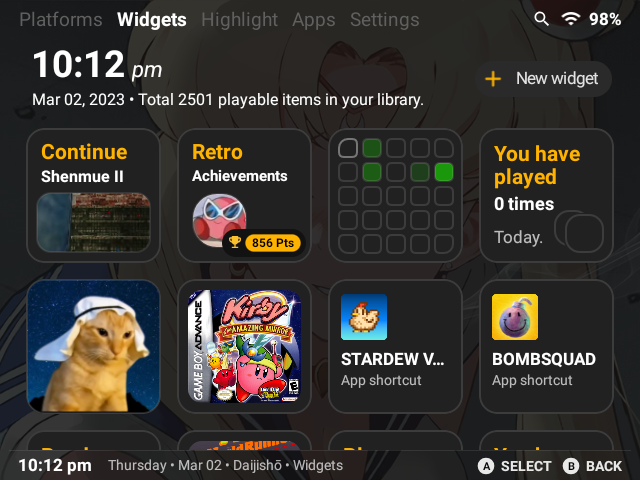 Platforms Widgets Highlight Apps Settings 98%
10:12 pm
Mar 02, 2023 • Total 2501 playable items in your library.
+ New widget
Continue
Shenmue II
Retro
Achievements
856 Pts
You have
played
0 times
Today.
GAME BOY ADVANCE
Kirby
& THE AMAZING MIRROR
STARDEW V...
App shortcut
BOMBSQUAD
App shortcut
10:12 pm Thursday • Mar 02 • Daijishō • Widgets A SELECT B BACK